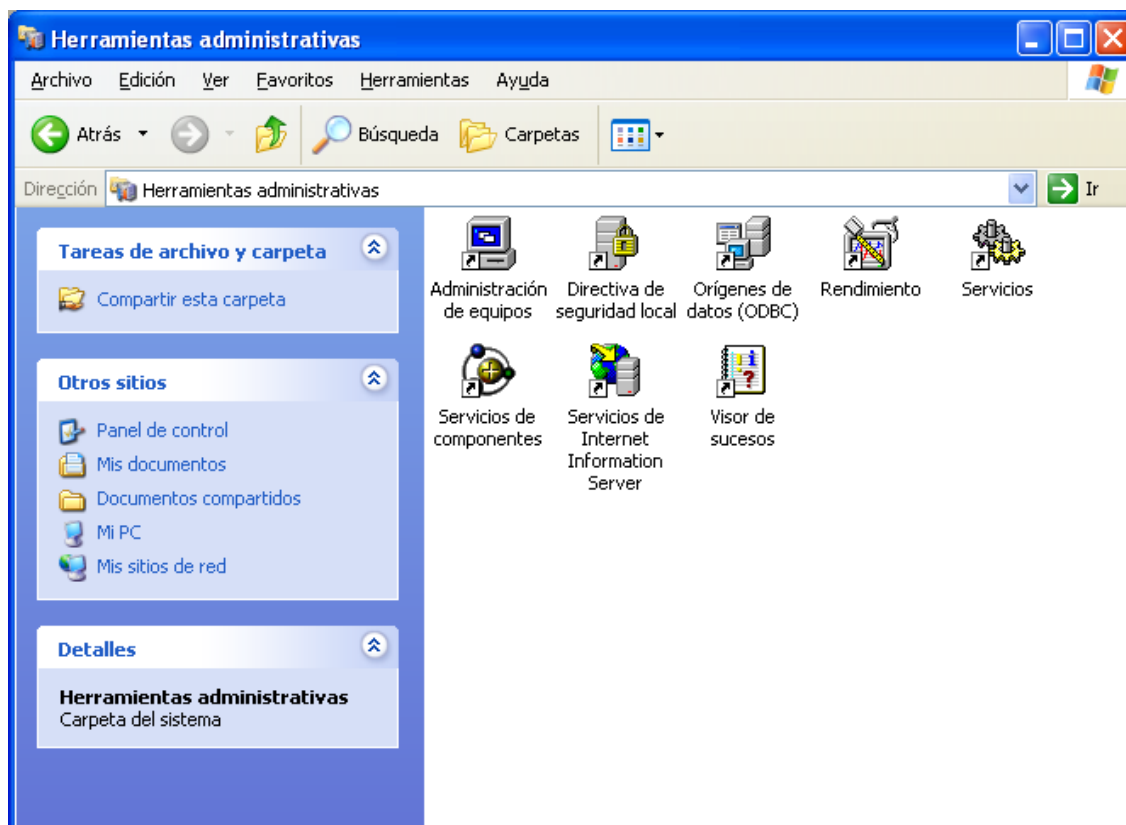 Herramientas administrativas
Archivo Edición Ver Favoritos Herramientas Ayuda
Atrás Búsqueda Carpetas
Dirección Herramientas administrativas Ir
Tareas de archivo y carpeta
Compartir esta carpeta
Otros sitios
Panel de control
Mis documentos
Documentos compartidos
Mi PC
Mis sitios de red
Detalles
Herramientas administrativas
Carpeta del sistema
Administración
de equipos
Directiva de
seguridad local
Orígenes de
datos (ODBC)
Rendimiento
Servicios
Servicios de
componentes
Servicios de
Internet
Information
Server
Visor de
sucesos